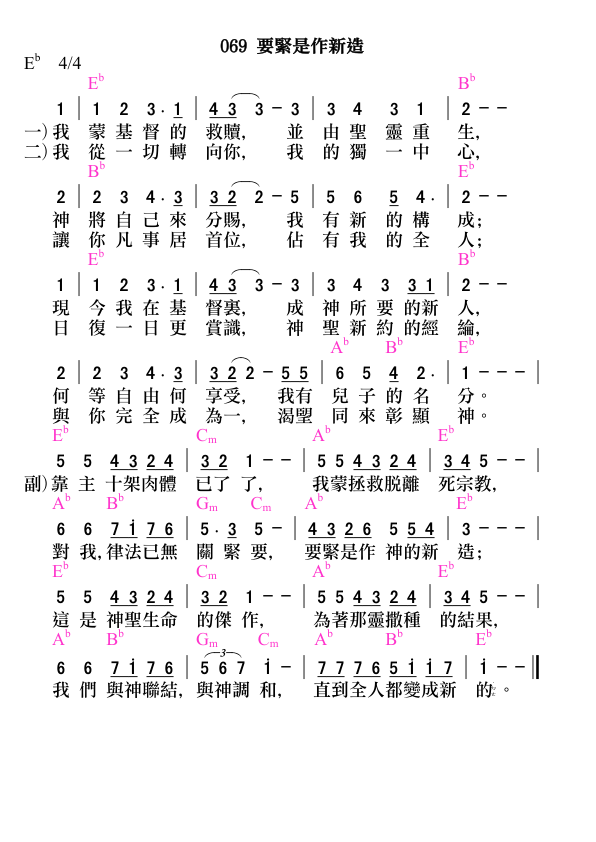 069 要緊是作新造
E♭ 4/4
E♭ B♭
1 | 1 2 3 · 1 | 4 3 3 - 3 | 3 4 3 1 | 2 - -
一)我 蒙 基 督 的 救贖, 並 由 聖 靈 重 生,
二)我 從 一 切 轉 向你, 我 的 獨 一 中 心,
B♭ E♭
2 | 2 3 4 · 3 | 3 2 2 - 5 | 5 6 5 4 · | 2 - -
神 將 自 己 來 分賜, 我 有 新 的 構 成;
讓 你 凡 事 居 首位, 佔 有 我 的 全 人;
E♭ B♭
1 | 1 2 3 · 1 | 4 3 3 - 3 | 3 4 3 3 1 | 2 - -
現 今 我 在 基 督裏, 成 神 所 要 的新 人,
日 復 一 日 更 賞識, 神 聖 新 約 的經 綸,
A♭ B♭ E♭
2 | 2 3 4 · 3 | 3 2 2 - 5 5 | 6 5 4 2 · | 1 - - - |
何 等 自 由 何 享受, 我有 兒 子 的 名 分。
與 你 完 全 成 為一, 渴望 同 來 彰 顯 神。
E♭ Cm A♭ E♭
5 5 4 3 2 4 | 3 2 1 - - | 5 5 4 3 2 4 | 3 4 5 - - |
副)靠 主 十架肉體 已了 了, 我蒙拯救脫離 死宗教,
A♭ B♭ Gm Cm A♭ E♭
6 6 7 i 7 6 | 5 · 3 5 - | 4 3 2 6 5 5 4 | 3 - - - |
對 我,律法已無 關 緊 要, 要緊是作 神的新 造;
E♭ Cm A♭ E♭
5 5 4 3 2 4 | 3 2 1 - - | 5 5 4 3 2 4 | 3 4 5 - - |
這 是 神聖生命 的傑 作, 為著那靈撒種 的結果,
A♭ B♭ Gm Cm A♭ B♭ E♭
3
6 6 7 i 7 6 | 5 6 7 i - | 7 7 7 6 5 i i 7 | i - - ‖
我 們 與神聯結, 與神調 和, 直到全人都變成新 的。